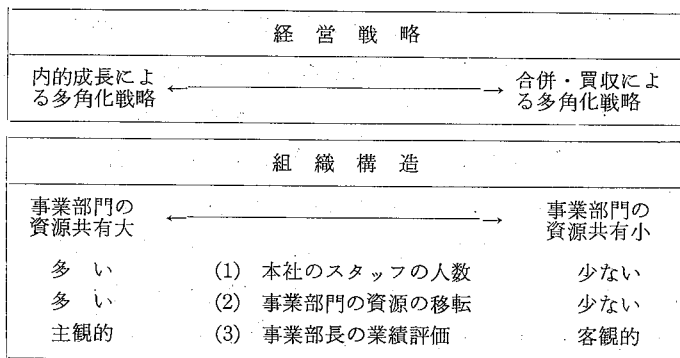 経営戦略
内的成長によ
る多角化戦略 ←→ 合併・買収によ
る多角化戦略
組織構造
事業部門の
資源共有大 ←→ 事業部門の
資源共有小
多い (1) 本社のスタッフの人数 少ない
多い (2) 事業部門の資源の移転 少ない
主観的 (3) 事業部長の業績評価 客観的